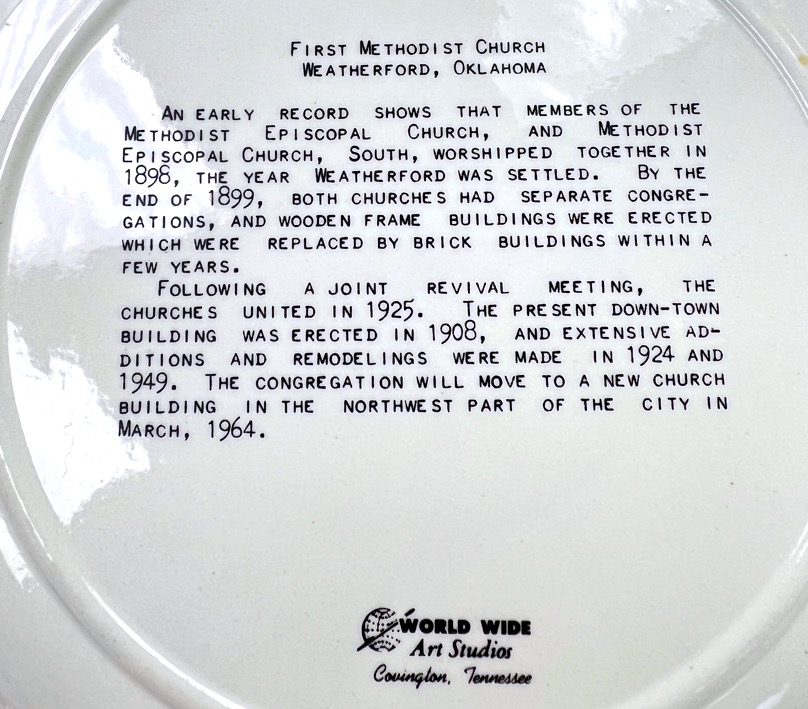 First Methodist Church
Weatherford, Oklahoma
An early record shows that members of the
Methodist Episcopal Church, and Methodist
Episcopal Church, South, worshipped together in
1898, the year Weatherford was settled. By the
end of 1899, both churches had separate congre-
gations, and wooden frame buildings were erected
which were replaced by brick buildings within a
few years.
Following a joint revival meeting, the
churches united in 1925. The present down-town
building was erected in 1908, and extensive ad-
ditions and remodelings were made in 1924 and
1949. The congregation will move to a new church
building in the northwest part of the city in
March, 1964.
WORLD WIDE
Art Studios
Covington, Tennessee